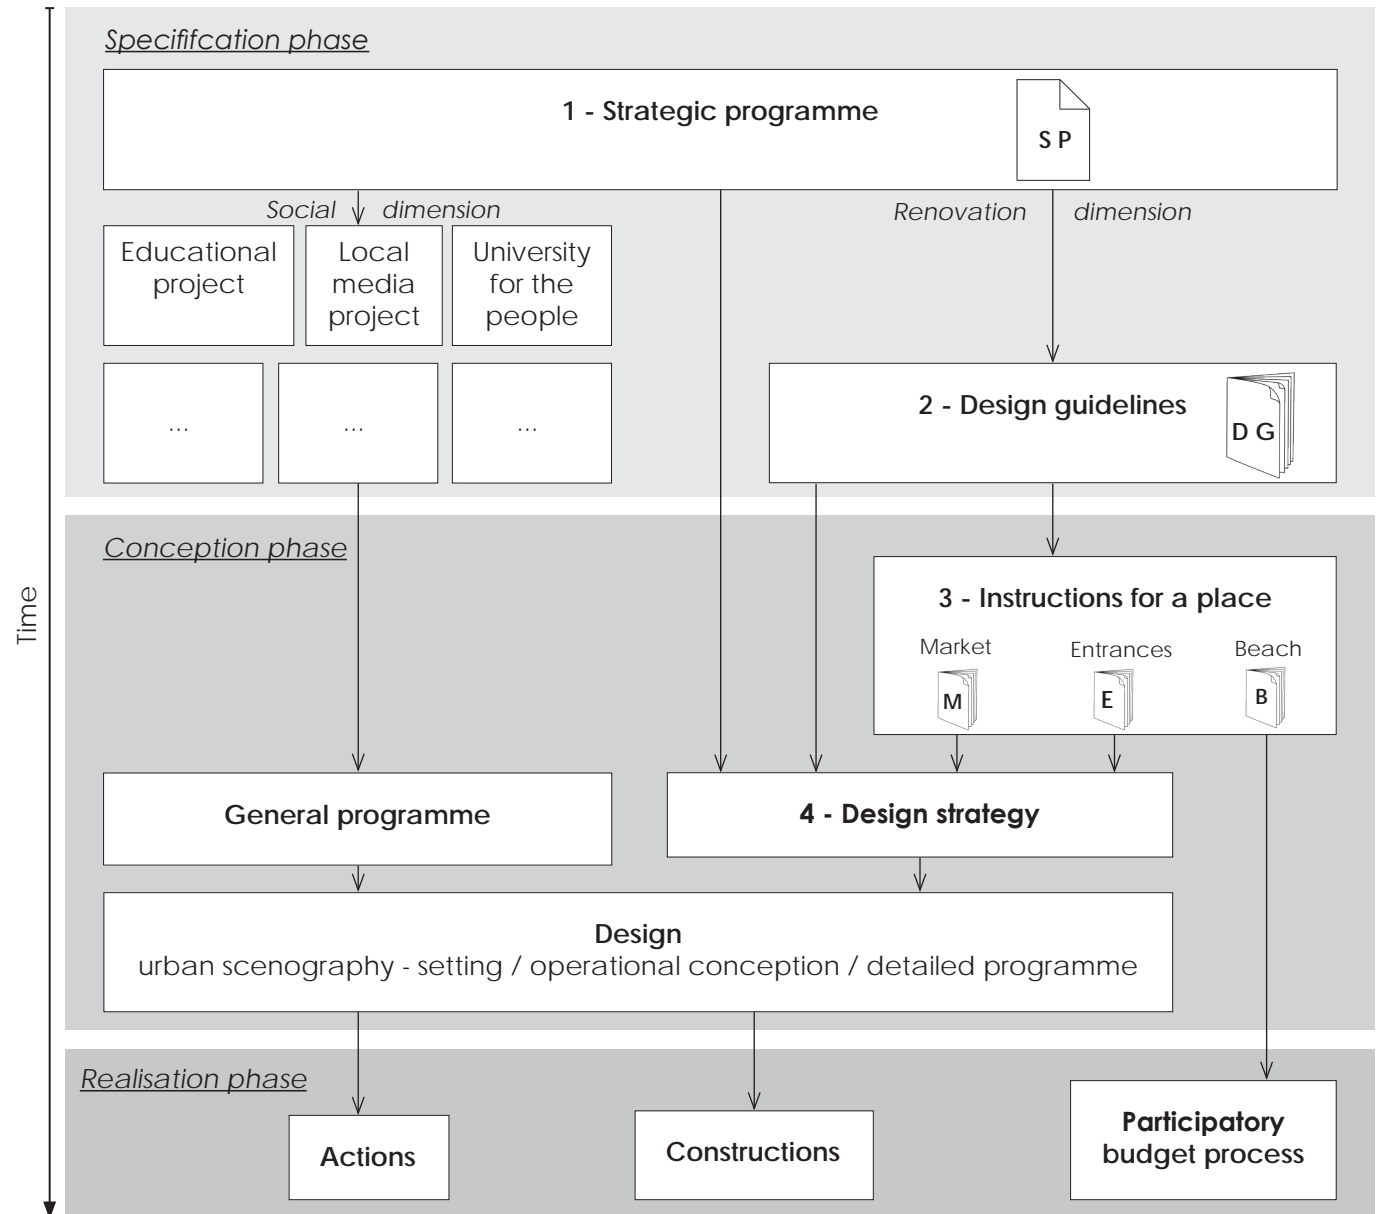 Specififcation phase
1 - Strategic programme
S P
Social dimension
Renovation dimension
Educational
project
Local
media
project
University
for the
people
...
...
...
2 - Design guidelines
D G
Time
Conception phase
3 - Instructions for a place
Market
Entrances
Beach
M
E
B
General programme
4 - Design strategy
Design
urban scenography - setting / operational conception / detailed programme
Realisation phase
Actions
Constructions
Participatory
budget process